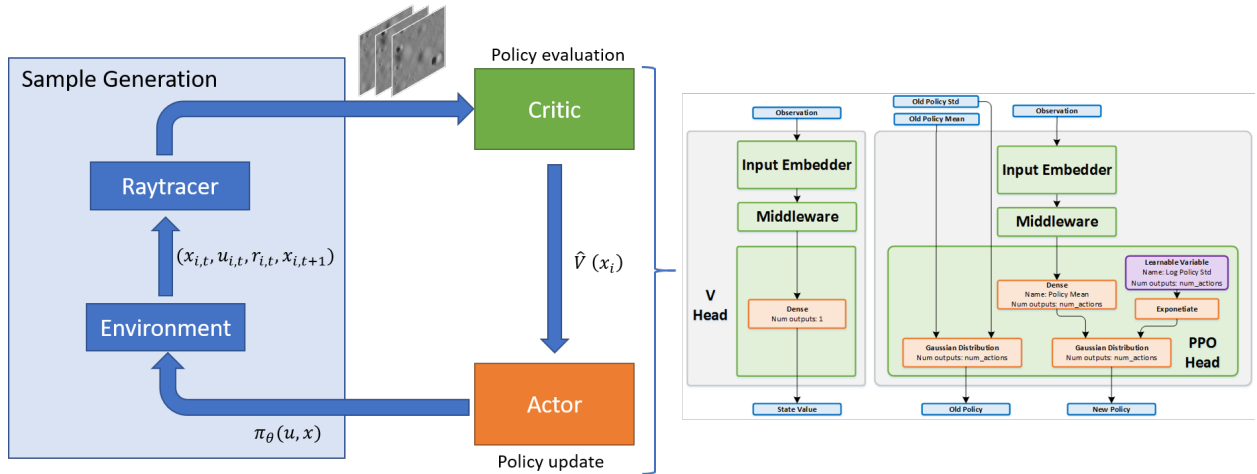 Sample Generation
Raytracer
(x_{i,t}, u_{i,t}, r_{i,t}, x_{i,t+1})
Environment
π_θ(u, x)
Policy evaluation
Critic
V̂ (x_i)
Actor
Policy update
Observation
Input Embedder
Middleware
V
Head
Dense
Num outputs: 1
State Value
Old Policy Std
Old Policy Mean
Observation
Input Embedder
Middleware
Learnable Variable
Name: Log Policy Std
Num outputs: num_actions
Dense
Name: Policy Mean
Num outputs: num_actions
Exponetiate
Gaussian Distribution
Num outputs: num_actions
Gaussian Distribution
Num outputs: num_actions
PPO
Head
Old Policy
New Policy